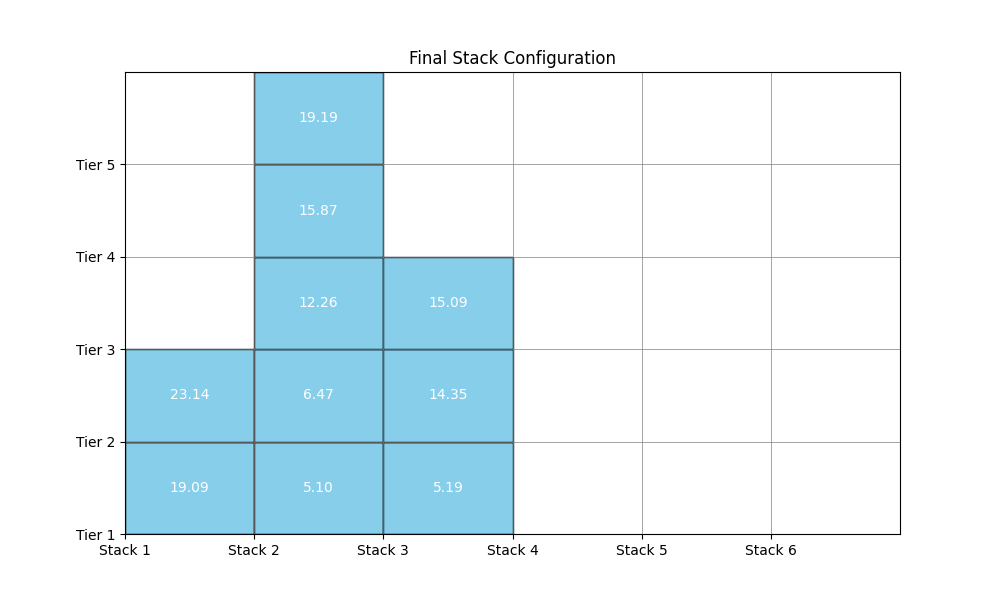 Final Stack Configuration
19.19
Tier 5
15.87
Tier 4
12.26 15.09
Tier 3
23.14 6.47 14.35
Tier 2
19.09 5.10 5.19
Tier 1
Stack 1 Stack 2 Stack 3 Stack 4 Stack 5 Stack 6